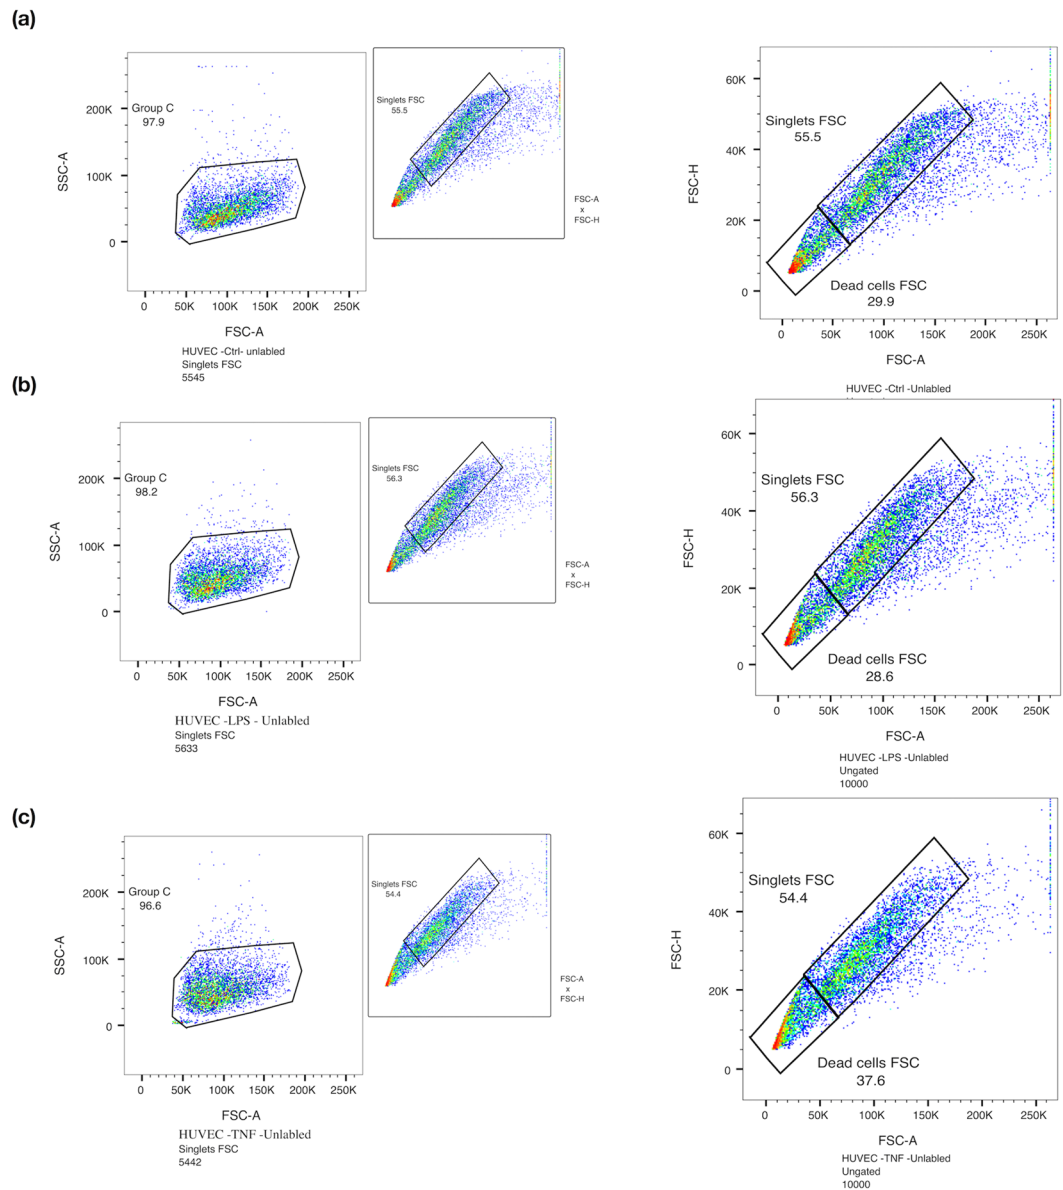 (a)
Group C
97.9
SSC-A
200K
100K
0
0 50K 100K 150K 200K 250K
FSC-A
HUVEC -Ctrl- unlabled
Singlets FSC
5545
Singlets FSC
55.5
FSC-A
x
FSC-H
FSC-H
60K
40K
20K
0
Singlets FSC
55.5
Dead cells FSC
29.9
0 50K 100K 150K 200K 250K
FSC-A
HUVEC -Ctrl -Unlabled
(b)
Group C
98.2
SSC-A
200K
100K
0
0 50K 100K 150K 200K 250K
FSC-A
HUVEC -LPS - Unlabled
Singlets FSC
5633
Singlets FSC
56.3
FSC-A
x
FSC-H
FSC-H
60K
40K
20K
0
Singlets FSC
56.3
Dead cells FSC
28.6
0 50K 100K 150K 200K 250K
FSC-A
HUVEC -LPS -Unlabled
Ungated
10000
(c)
Group C
96.6
SSC-A
200K
100K
0
0 50K 100K 150K 200K 250K
FSC-A
HUVEC -TNF -Unlabled
Singlets FSC
5442
Singlets FSC
54.4
FSC-A
x
FSC-H
FSC-H
60K
40K
20K
0
Singlets FSC
54.4
Dead cells FSC
37.6
0 50K 100K 150K 200K 250K
FSC-A
HUVEC -TNF -Unlabled
Ungated
10000